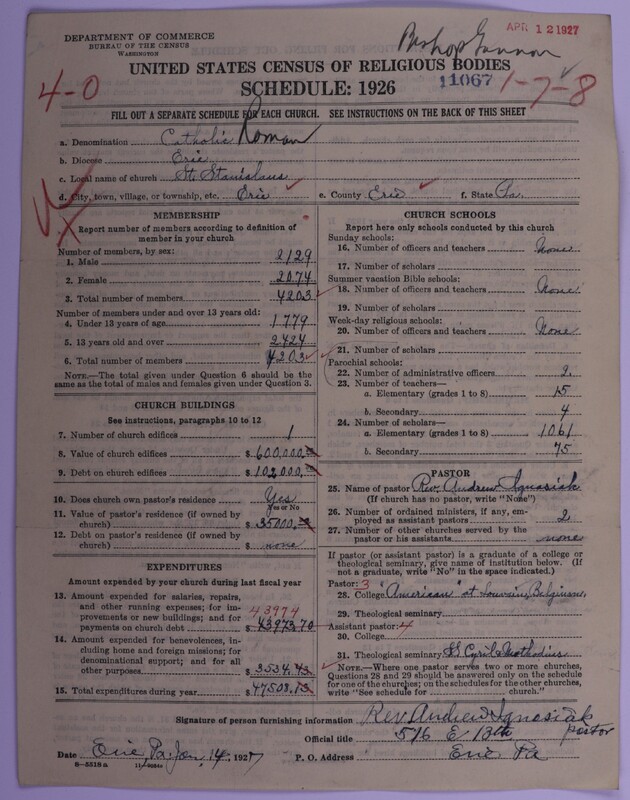 DEPARTMENT OF COMMERCE
BUREAU OF THE CENSUS
WASHINGTON
APR 12 1927
Bishop Gannon
UNITED STATES CENSUS OF RELIGIOUS BODIES
SCHEDULE: 1926
4-0
11067
1-7-8
FILL OUT A SEPARATE SCHEDULE FOR EACH CHURCH. SEE INSTRUCTIONS ON THE BACK OF THIS SHEET
a. Denomination Catholic Roman
b. Diocese Erie
c. Local name of church St. Stanislaus
d. City, town, village, or township, etc. Erie e. County Erie f. State Pa.
MEMBERSHIP
Report number of members according to definition of member in your church
Number of members, by sex:
1. Male 2129
2. Female 2074
3. Total number of members 4203
Number of members under and over 13 years old:
4. Under 13 years of age 1779
5. 13 years old and over 2424
6. Total number of members 4203
NOTE.—The total given under Question 6 should be the same as the total of males and females given under Question 3.
CHURCH BUILDINGS
See instructions, paragraphs 10 to 12
7. Number of church edifices 1
8. Value of church edifices $ 600,000.
9. Debt on church edifices $ 102000.
10. Does church own pastor's residence Yes
Yes or No
11. Value of pastor's residence (if owned by church) $ 35000.
12. Debt on pastor's residence (if owned by church) $ none
EXPENDITURES
Amount expended by your church during last fiscal year
13. Amount expended for salaries, repairs, and other running expenses; for improvements or new buildings; and for payments on church debt 43974 $ 43973.70
14. Amount expended for benevolences, including home and foreign missions; for denominational support; and for all other purposes $ 3534.43
15. Total expenditures during year $ 47508.13
CHURCH SCHOOLS
Report here only schools conducted by this church
Sunday schools:
16. Number of officers and teachers None
17. Number of scholars
Summer vacation Bible schools:
18. Number of officers and teachers None
19. Number of scholars
Week-day religious schools:
20. Number of officers and teachers None
21. Number of scholars
Parochial schools:
22. Number of administrative officers 2.
23. Number of teachers—
a. Elementary (grades 1 to 8) 15
b. Secondary 4
24. Number of scholars—
a. Elementary (grades 1 to 8) 1061
b. Secondary 75
PASTOR
25. Name of pastor Rev. Andrew Ignasiak
(If church has no pastor, write "None")
26. Number of ordained ministers, if any, employed as assistant pastors 2
27. Number of other churches served by the pastor or his assistants none
If pastor (or assistant pastor) is a graduate of a college or theological seminary, give name of institution below. (If not a graduate, write "No" in the space indicated.)
Pastor: 3
28. College "American" at Louvain, Belgium
29. Theological seminary
Assistant pastor: 4
30. College
31. Theological seminary SS Cyril Methodius
NOTE.—Where one pastor serves two or more churches, Questions 28 and 29 should be answered only on the schedule for one of the churches; on the schedules for the other churches, write "See schedule for church."
Signature of person furnishing information Rev. Andrew Ignasiak
Official title pastor
516 E 13th
Date Erie, Pa. Jan, 14, 1927 P. O. Address Erie Pa
8—5518 a